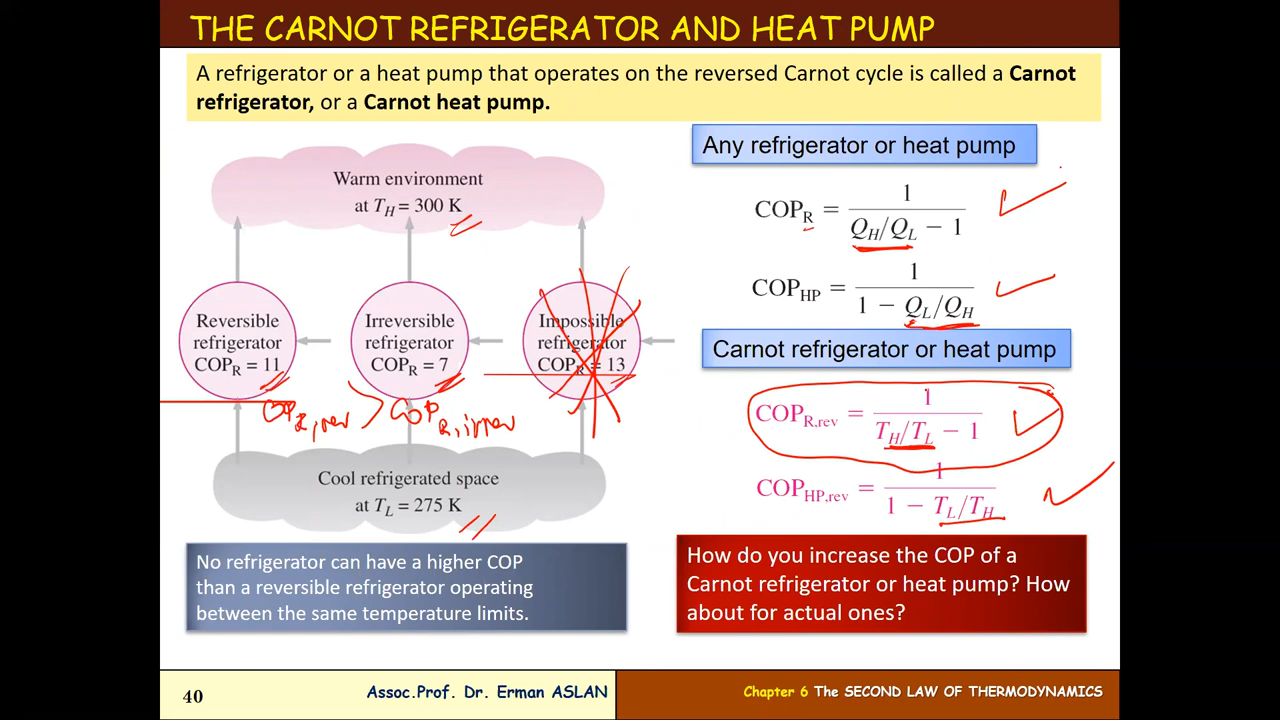 THE CARNOT REFRIGERATOR AND HEAT PUMP
A refrigerator or a heat pump that operates on the reversed Carnot cycle is called a Carnot
refrigerator, or a Carnot heat pump.
Warm environment
at T_H = 300 K
Reversible
refrigerator
COP_R = 11
Irreversible
refrigerator
COP_R = 7
Impossible
refrigerator
COP_R = 13
COP_R,rev > COP_R,irrev
Cool refrigerated space
at T_L = 275 K
No refrigerator can have a higher COP
than a reversible refrigerator operating
between the same temperature limits.
Any refrigerator or heat pump
COP_R = 1 / (Q_H/Q_L − 1)
COP_HP = 1 / (1 − Q_L/Q_H)
Carnot refrigerator or heat pump
COP_R,rev = 1 / (T_H/T_L − 1)
COP_HP,rev = 1 / (1 − T_L/T_H)
How do you increase the COP of a
Carnot refrigerator or heat pump? How
about for actual ones?
40
Assoc.Prof. Dr. Erman ASLAN
Chapter 6 The SECOND LAW OF THERMODYNAMICS